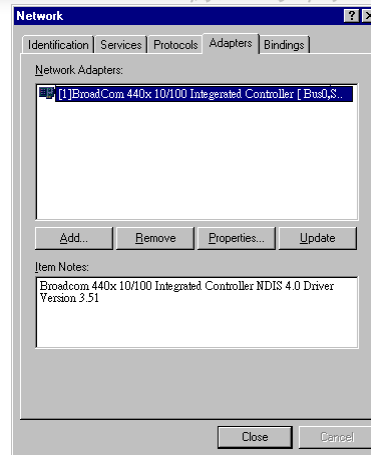 Network
Identification Services Protocols Adapters Bindings
Network Adapters:
[1]BroadCom 440x 10/100 Integerated Controller [ Bus0,S..
Add... Remove Properties... Update
Item Notes:
Broadcom 440x 10/100 Integrated Controller NDIS 4.0 Driver
Version 3.51
Close Cancel